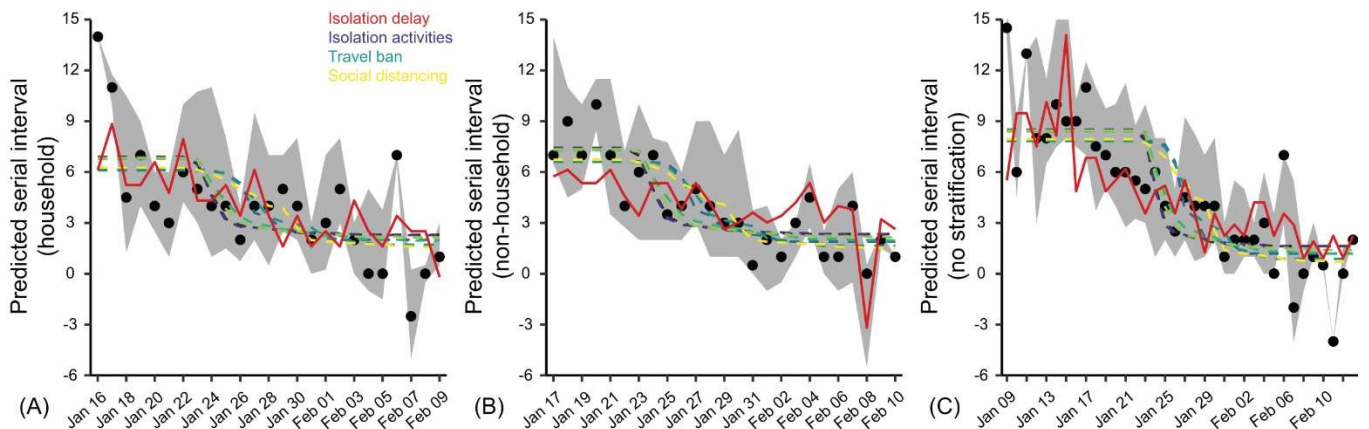 Isolation delay
Isolation activities
Travel ban
Social distancing
Predicted serial interval
(household)
15
12
9
6
3
0
-3
-6
(A)
Jan 16
Jan 18
Jan 20
Jan 22
Jan 24
Jan 26
Jan 28
Jan 30
Feb 01
Feb 03
Feb 05
Feb 07
Feb 09
Predicted serial interval
(non-household)
15
12
9
6
3
0
-3
-6
(B)
Jan 17
Jan 19
Jan 21
Jan 23
Jan 25
Jan 27
Jan 29
Jan 31
Feb 02
Feb 04
Feb 06
Feb 08
Feb 10
Predicted serial interval
(no stratification)
15
12
9
6
3
0
-3
-6
(C)
Jan 09
Jan 13
Jan 17
Jan 21
Jan 25
Jan 29
Feb 02
Feb 06
Feb 10